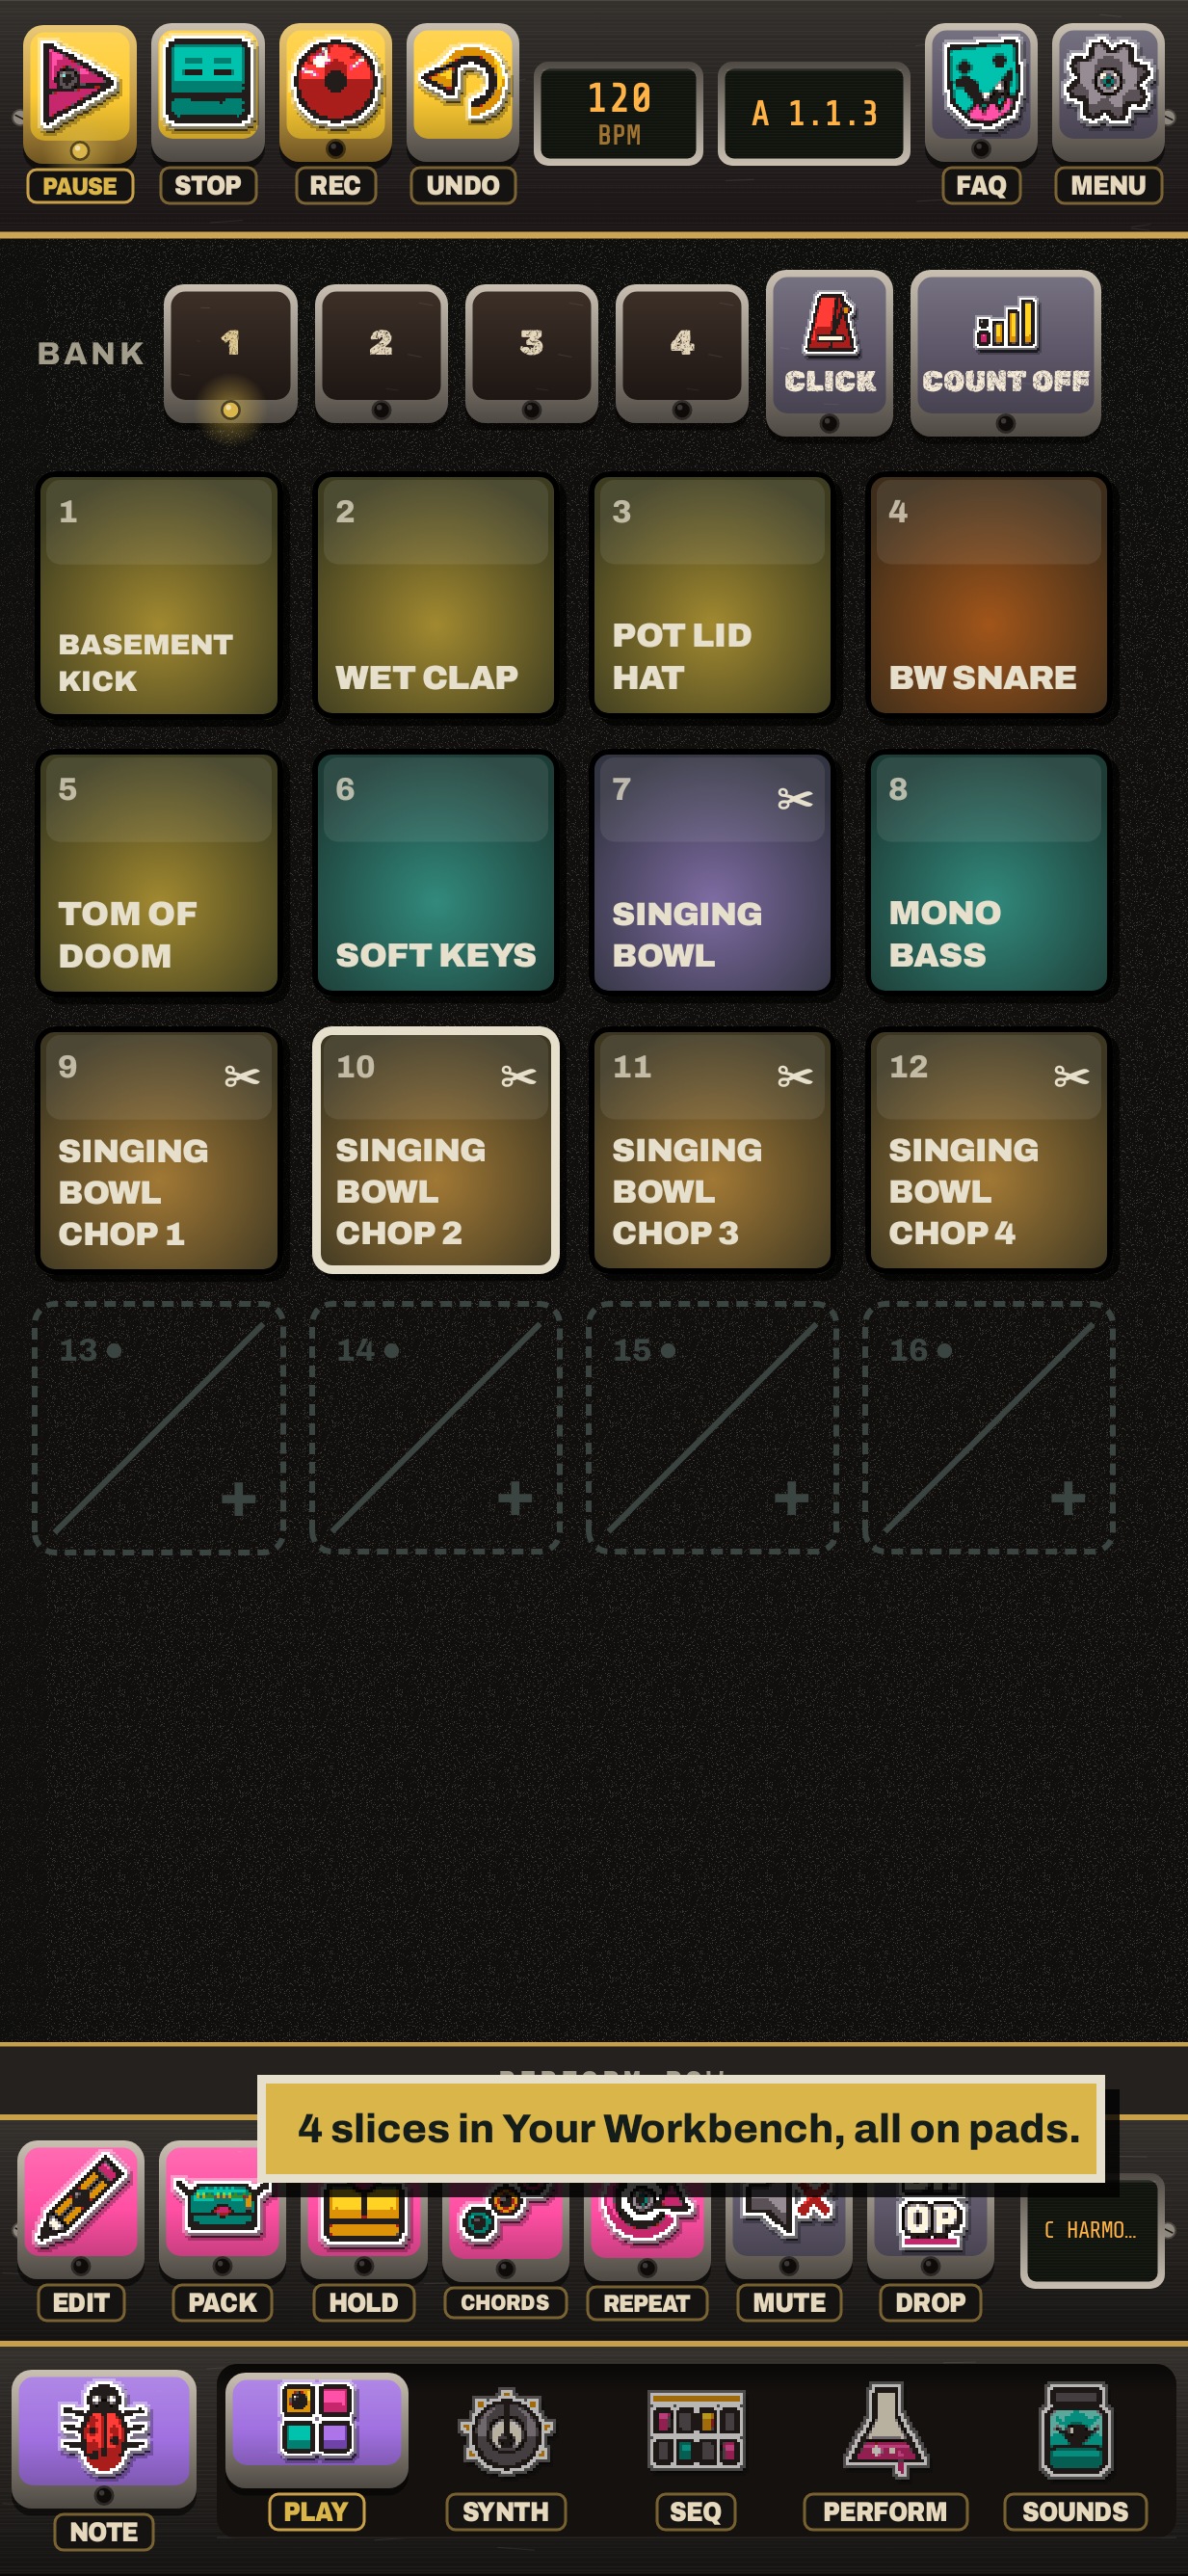 PAUSE STOP REC UNDO FAQ MENU
120
BPM
A 1.1.3
BANK 1 2 3 4 CLICK COUNT OFF
1 2 3 4
BASEMENT
KICK
WET CLAP
POT LID
HAT
BW SNARE
5 6 7 8
TOM OF
DOOM
SOFT KEYS
SINGING
BOWL
MONO
BASS
9 10 11 12
SINGING
BOWL
CHOP 1
SINGING
BOWL
CHOP 2
SINGING
BOWL
CHOP 3
SINGING
BOWL
CHOP 4
13 14 15 16
4 slices in Your Workbench, all on pads.
OP
C HARMO…
EDIT PACK HOLD CHORDS REPEAT MUTE DROP
NOTE PLAY SYNTH SEQ PERFORM SOUNDS